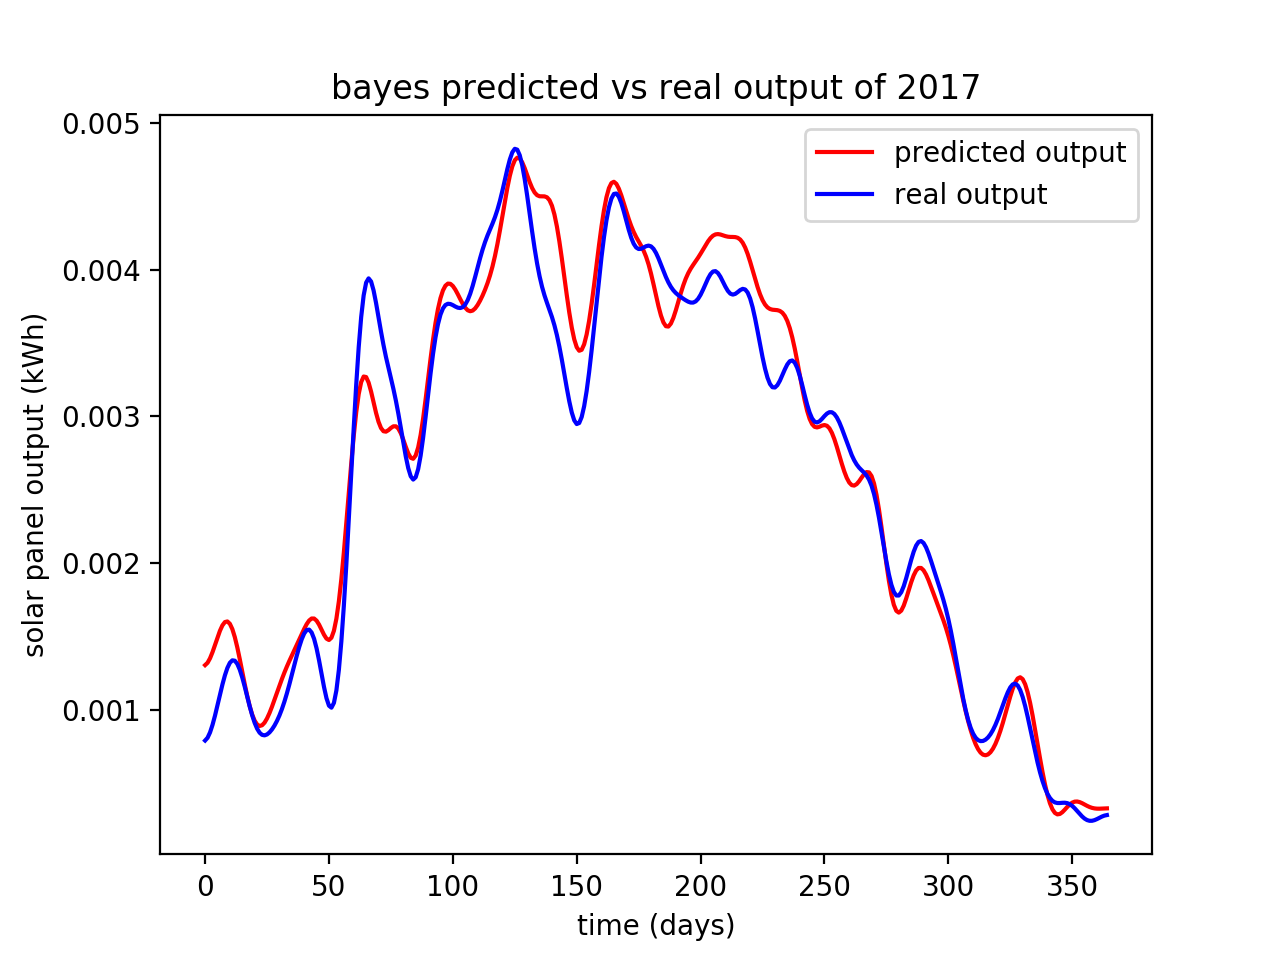 bayes predicted vs real output of 2017
predicted output
real output
solar panel output (kWh)
0.005
0.004
0.003
0.002
0.001
0 50 100 150 200 250 300 350
time (days)